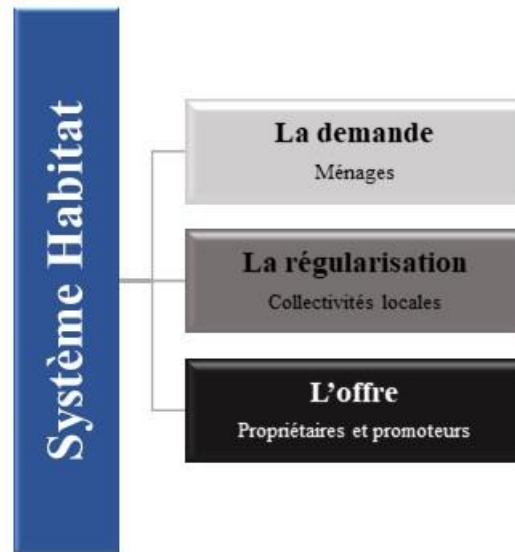 Système Habitat
La demande
Ménages
La régularisation
Collectivités locales
L'offre
Propriétaires et promoteurs